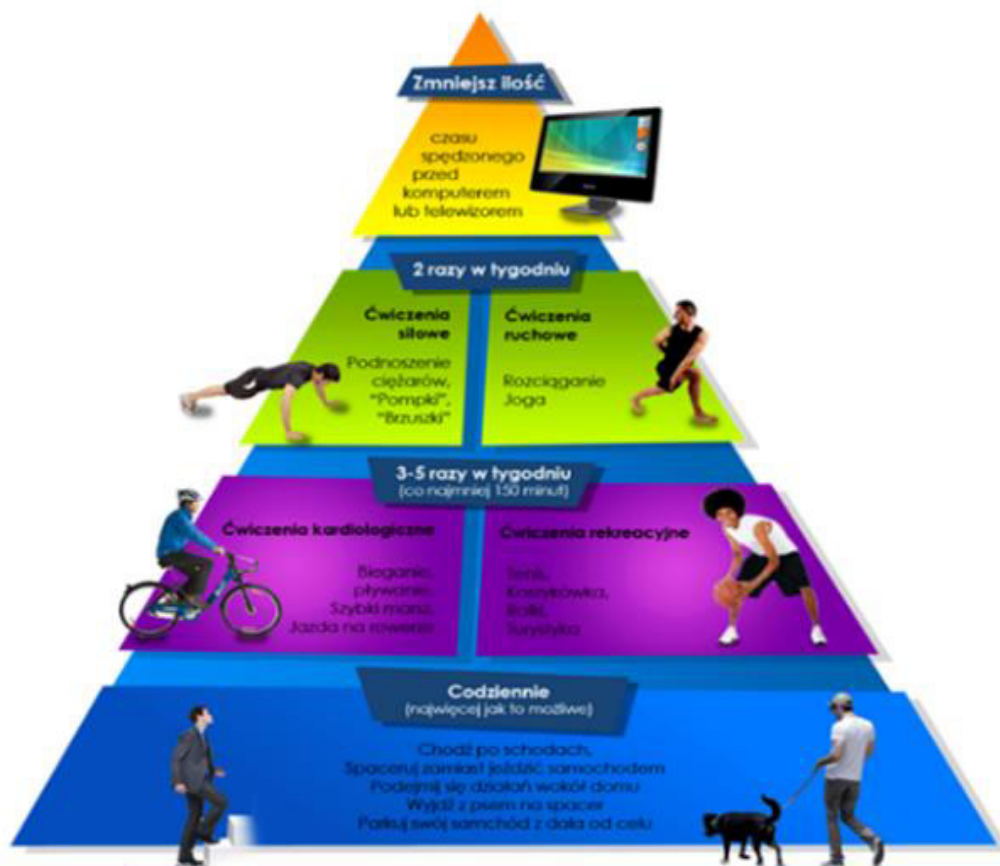 Zmniejsz ilość
czasu
spędzonego
przed
komputerem
lub telewizorem
2 razy w tygodniu
Ćwiczenia
siłowe
Podnoszenie
ciężarów,
"Pompki",
"Brzuszki"
Ćwiczenia
ruchowe
Rozciąganie
Joga
3-5 razy w tygodniu
(co najmniej 150 minut)
Ćwiczenia kardiologiczne
Bieganie,
pływanie,
Szybki marsz,
Jazda na rowerze
Ćwiczenia rekreacyjne
Tenis,
Koszykówka,
Rolki,
Turystyka
Codziennie
(najwięcej jak to możliwe)
Chodź po schodach,
Spaceruj zamiast jeździć samochodem
Podejmij się działań wokół domu
Wyjdź z psem na spacer
Parkuj swój samchód z dala od celu